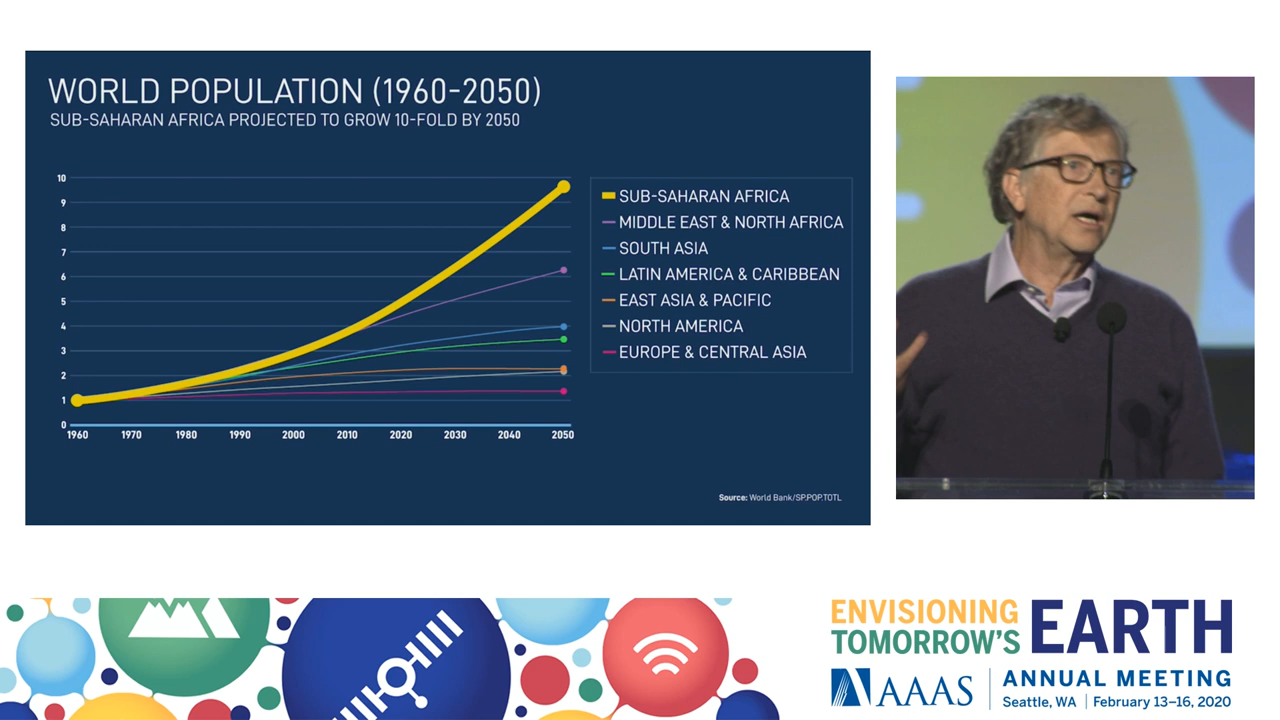 WORLD POPULATION (1960-2050)
SUB-SAHARAN AFRICA PROJECTED TO GROW 10-FOLD BY 2050
10
9
8
7
6
5
4
3
2
1
0
1960 1970 1980 1990 2000 2010 2020 2030 2040 2050
SUB-SAHARAN AFRICA
MIDDLE EAST & NORTH AFRICA
SOUTH ASIA
LATIN AMERICA & CARIBBEAN
EAST ASIA & PACIFIC
NORTH AMERICA
EUROPE & CENTRAL ASIA
Source: World Bank/SP.POP.TOTL
ENVISIONING
TOMORROW'S
EARTH
AAAS
ANNUAL MEETING
Seattle, WA | February 13–16, 2020